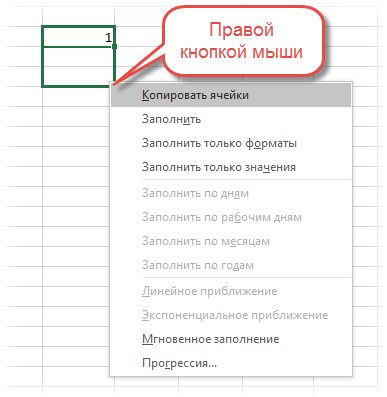 Правой
кнопкой мыши
1
Копировать ячейки
Заполнить
Заполнить только форматы
Заполнить только значения
Заполнить по дням
Заполнить по рабочим дням
Заполнить по месяцам
Заполнить по годам
Линейное приближение
Экспоненциальное приближение
Мгновенное заполнение
Прогрессия...